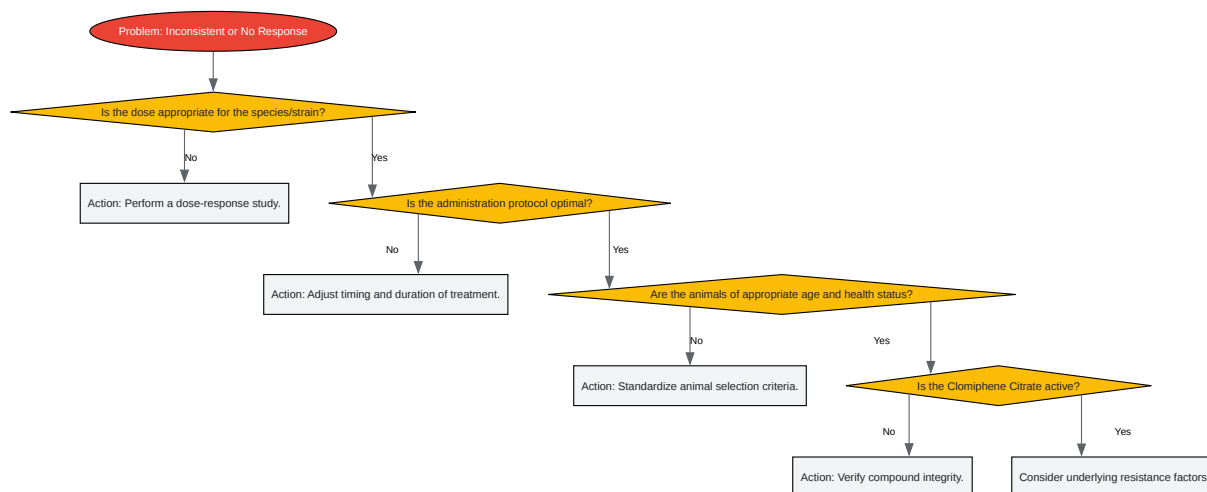 Problem: Inconsistent or No Response
Is the dose appropriate for the species/strain?
No
Yes
Action: Perform a dose-response study.
Is the administration protocol optimal?
No
Yes
Action: Adjust timing and duration of treatment.
Are the animals of appropriate age and health status?
No
Yes
Action: Standardize animal selection criteria.
Is the Clomiphene Citrate active?
No
Yes
Action: Verify compound integrity.
Consider underlying resistance factors